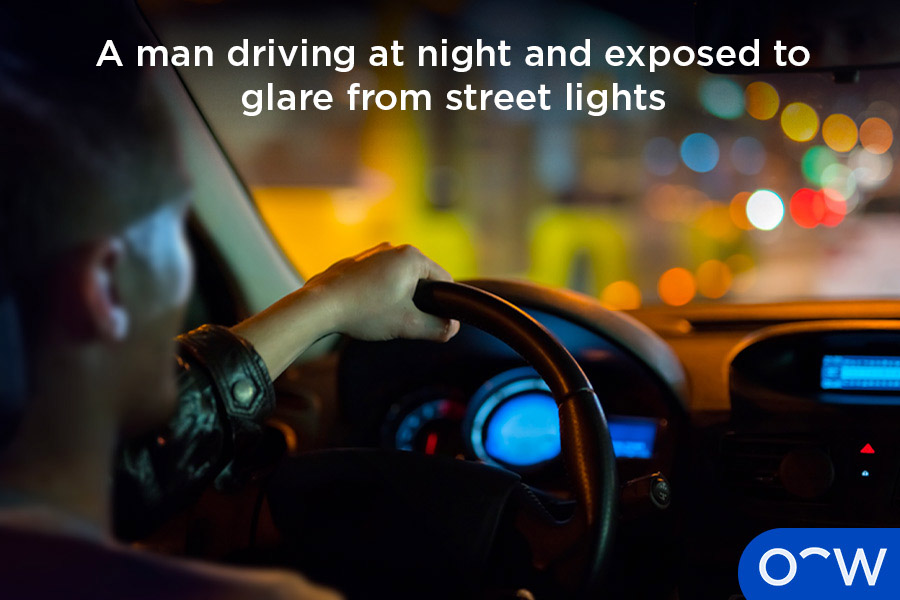 A man driving at night and exposed to
glare from street lights